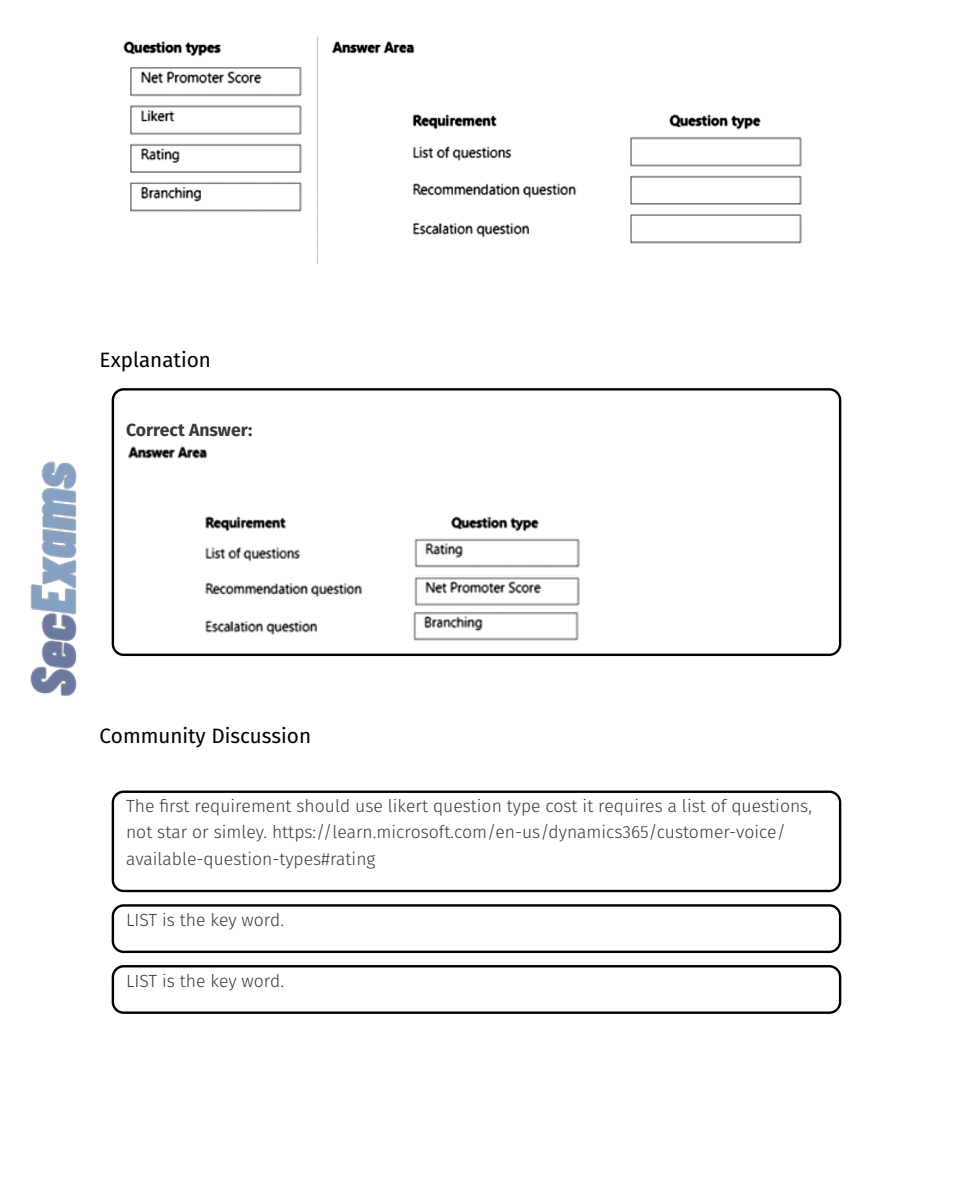 Question types
Net Promoter Score
Likert
Rating
Branching
Answer Area
Requirement Question type
List of questions
Recommendation question
Escalation question
Explanation
Correct Answer:
Answer Area
Requirement Question type
List of questions Rating
Recommendation question Net Promoter Score
Escalation question Branching
SecExams
Community Discussion
The first requirement should use likert question type cost it requires a list of questions,
not star or simley. https://learn.microsoft.com/en-us/dynamics365/customer-voice/
available-question-types#rating
LIST is the key word.
LIST is the key word.